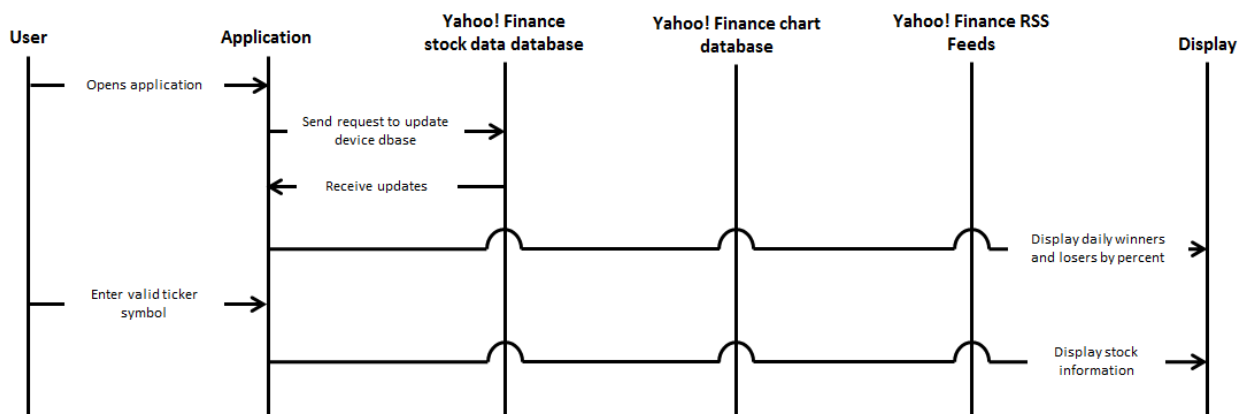 User
Application
Yahoo! Finance
stock data database
Yahoo! Finance chart
database
Yahoo! Finance RSS
Feeds
Display
Opens application
Send request to update
device dbase
Receive updates
Display daily winners
and losers by percent
Enter valid ticker
symbol
Display stock
information